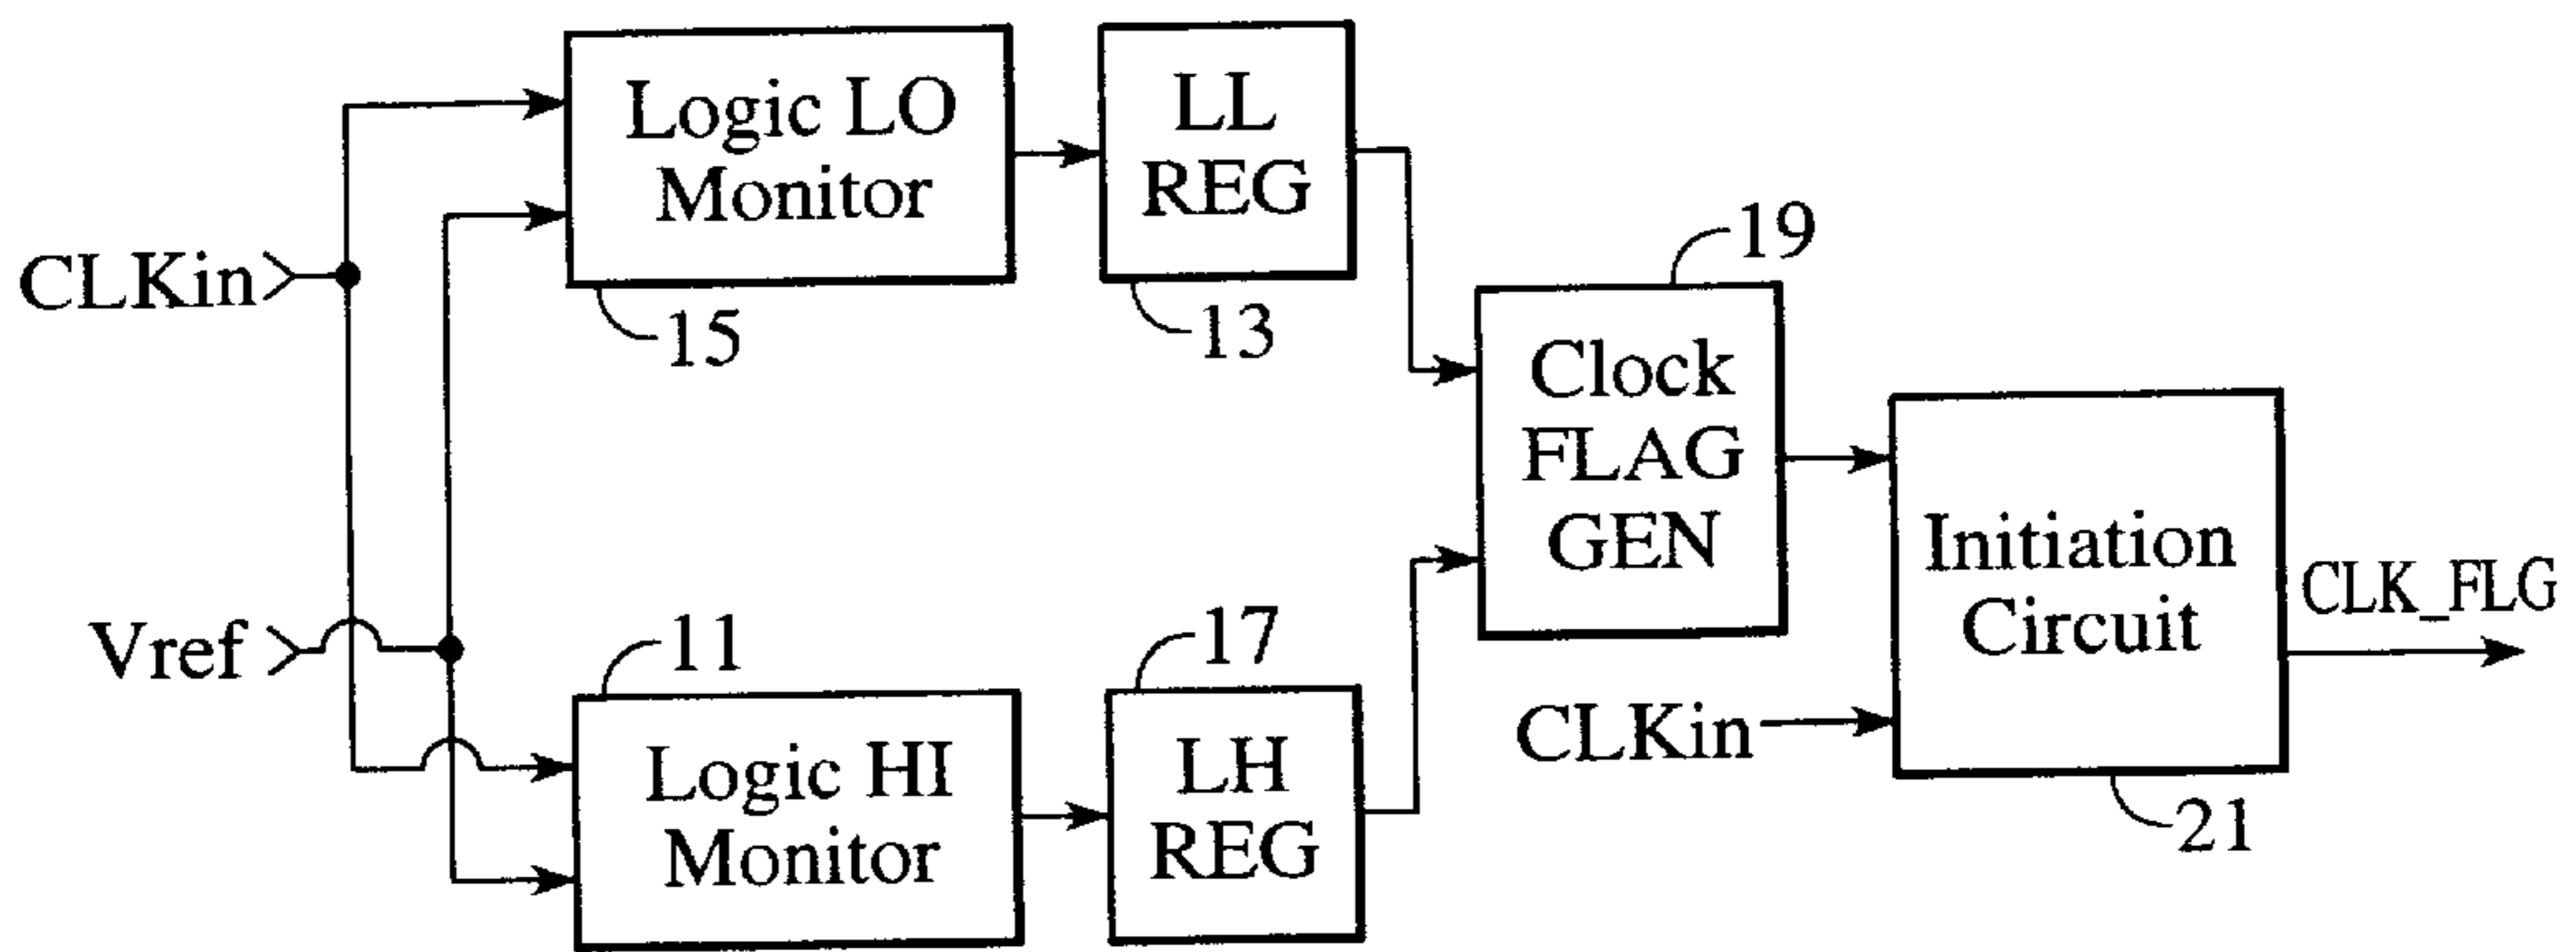 Logic LO
Monitor
15
LL
REG
13
CLKin
Vref
11
Logic HI
Monitor
17
LH
REG
19
Clock
FLAG
GEN
Initiation
Circuit
CLKin
21
CLK_FLG